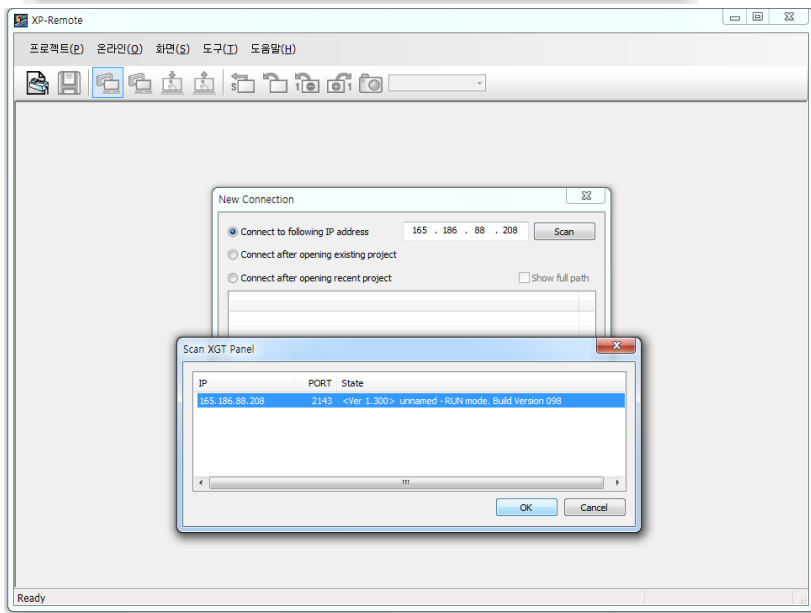 XP-Remote
프로젝트(P) 온라인(O) 화면(S) 도구(T) 도움말(H)
New Connection
Connect to following IP address 165 . 186 . 88 . 208 Scan
Connect after opening existing project
Connect after opening recent project Show full path
Scan XGT Panel
IP PORT State
165.186.88.208 2143 <Ver 1.300> unnamed - RUN mode. Build Version 098
OK Cancel
Ready